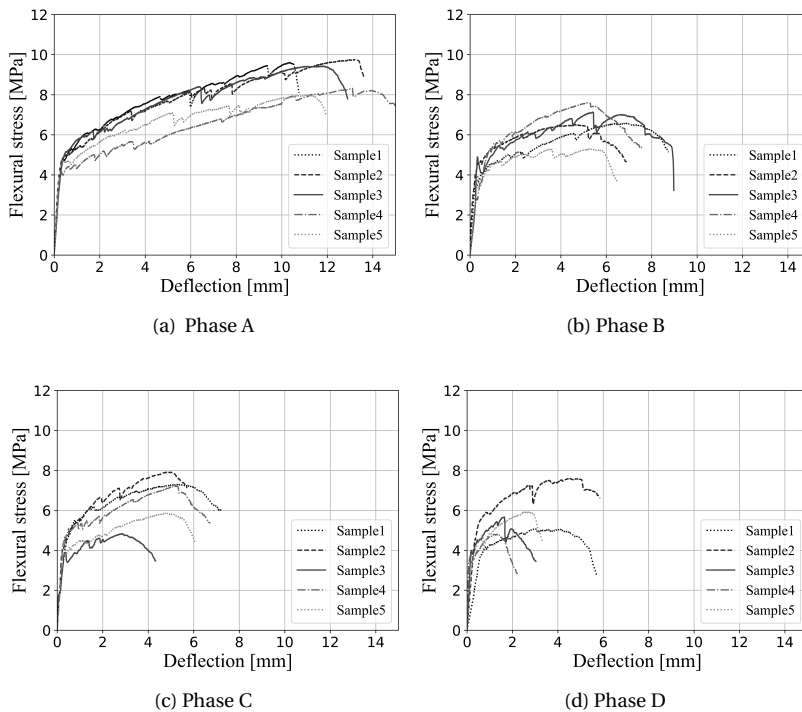 12
10
8
6
4
2
0
Flexural stress [MPa]
Sample1
Sample2
Sample3
Sample4
Sample5
0 2 4 6 8 10 12 14
Deflection [mm]
(a) Phase A
12
10
8
6
4
2
0
Flexural stress [MPa]
Sample1
Sample2
Sample3
Sample4
Sample5
0 2 4 6 8 10 12 14
Deflection [mm]
(b) Phase B
12
10
8
6
4
2
0
Flexural stress [MPa]
Sample1
Sample2
Sample3
Sample4
Sample5
0 2 4 6 8 10 12 14
Deflection [mm]
(c) Phase C
12
10
8
6
4
2
0
Flexural stress [MPa]
Sample1
Sample2
Sample3
Sample4
Sample5
0 2 4 6 8 10 12 14
Deflection [mm]
(d) Phase D